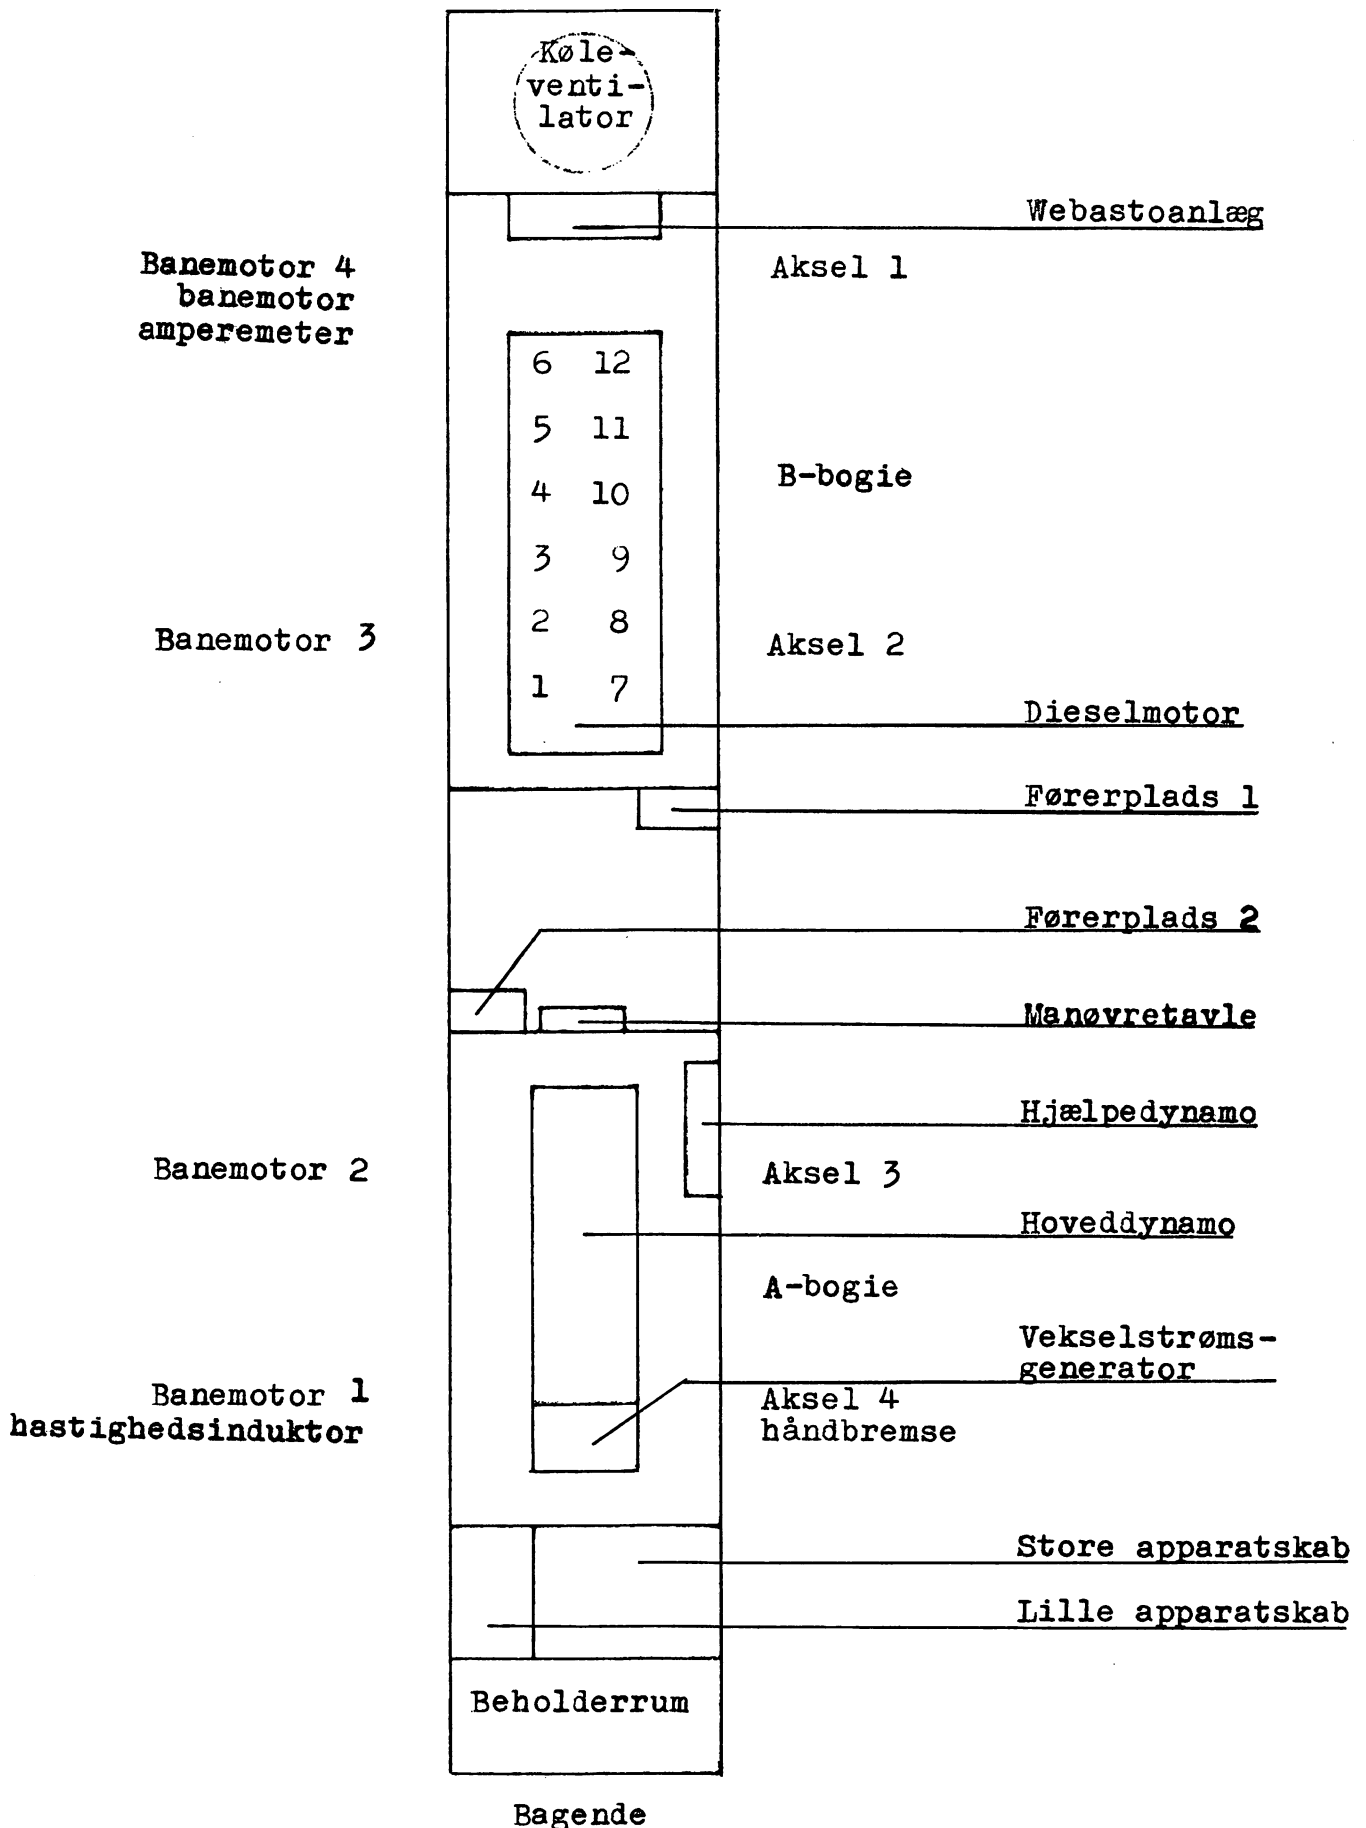 Køle-
venti-
lator
Webastoanlæg
Banemotor 4
banemotor
amperemeter
Aksel 1
6 12
5 11
4 10
3 9
2 8
1 7
B-bogie
Banemotor 3
Aksel 2
Dieselmotor
Førerplads 1
Førerplads 2
Manøvretavle
Hjælpedynamo
Banemotor 2
Aksel 3
Hoveddynamo
A-bogie
Vekselstrøms-
generator
Banemotor 1
hastighedsinduktor
Aksel 4
håndbremse
Store apparatskab
Lille apparatskab
Beholderrum
Bagende